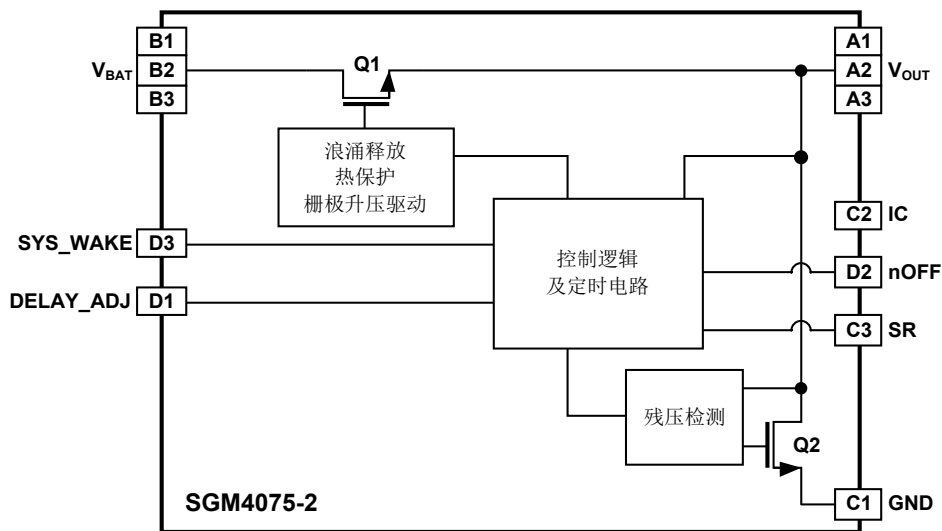 B1
A1
V_BAT B2
Q1
A2 V_OUT
B3
A3
浪涌释放
热保护
栅极升压驱动
C2 IC
SYS_WAKE D3
控制逻辑
及定时电路
D2 nOFF
DELAY_ADJ D1
C3 SR
残压检测
Q2
SGM4075-2
C1 GND